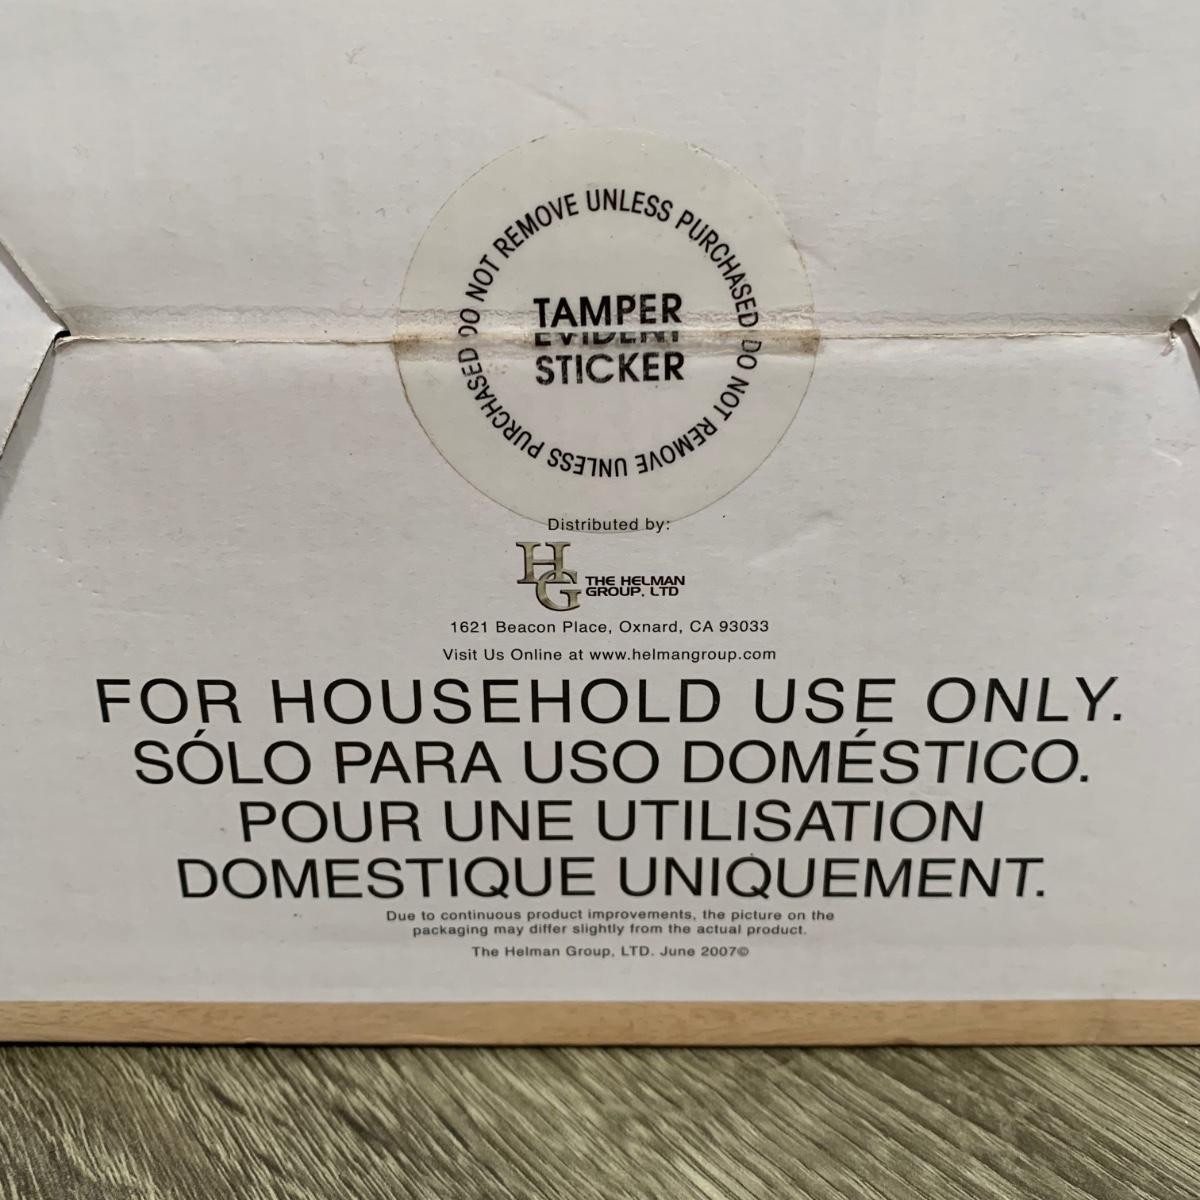 DO NOT REMOVE UNLESS PURCHASED DO NOT REMOVE UNLESS PURCHASED
TAMPER
EVIDENT
STICKER
Distributed by:
HG
THE HELMAN
GROUP, LTD
1621 Beacon Place, Oxnard, CA 93033
Visit Us Online at www.helmangroup.com
FOR HOUSEHOLD USE ONLY.
SÓLO PARA USO DOMÉSTICO.
POUR UNE UTILISATION
DOMESTIQUE UNIQUEMENT.
Due to continuous product improvements, the picture on the
packaging may differ slightly from the actual product.
The Helman Group, LTD. June 2007©